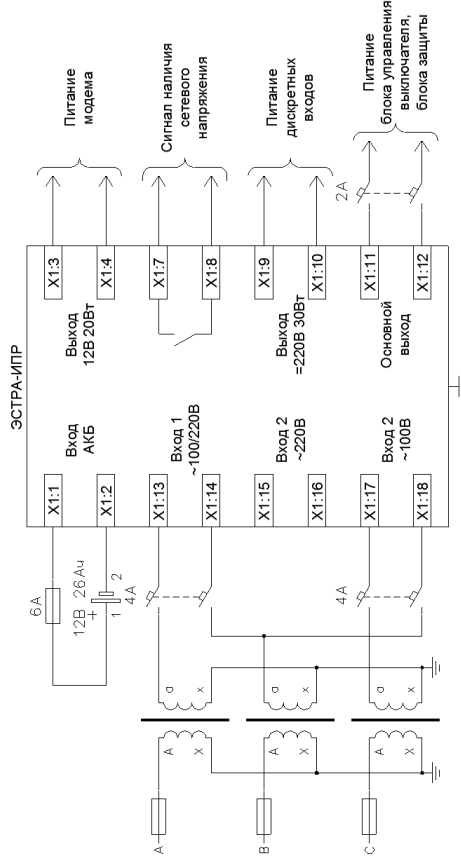 ЭСТРА-ИПР
6А
12В 26Ач
+
1
2
X1:1
X1:2
Вход
АКБ
Выход
12В 20Вт
X1:3
X1:4
Питание
модема
4А
X1:13
X1:14
Вход 1
~100/220В
X1:7
X1:8
Сигнал наличия
сетевого
напряжения
X1:15
X1:16
Вход 2
~220В
Выход
=220В 30Вт
X1:9
X1:10
Питание
дискретных
входов
4А
X1:17
X1:18
Вход 2
~100В
Основной
выход
X1:11
X1:12
2А
Питание
блока управления
выключателя,
блока защиты
А
А
Х
а
х
В
А
Х
а
х
С
А
Х
а
х